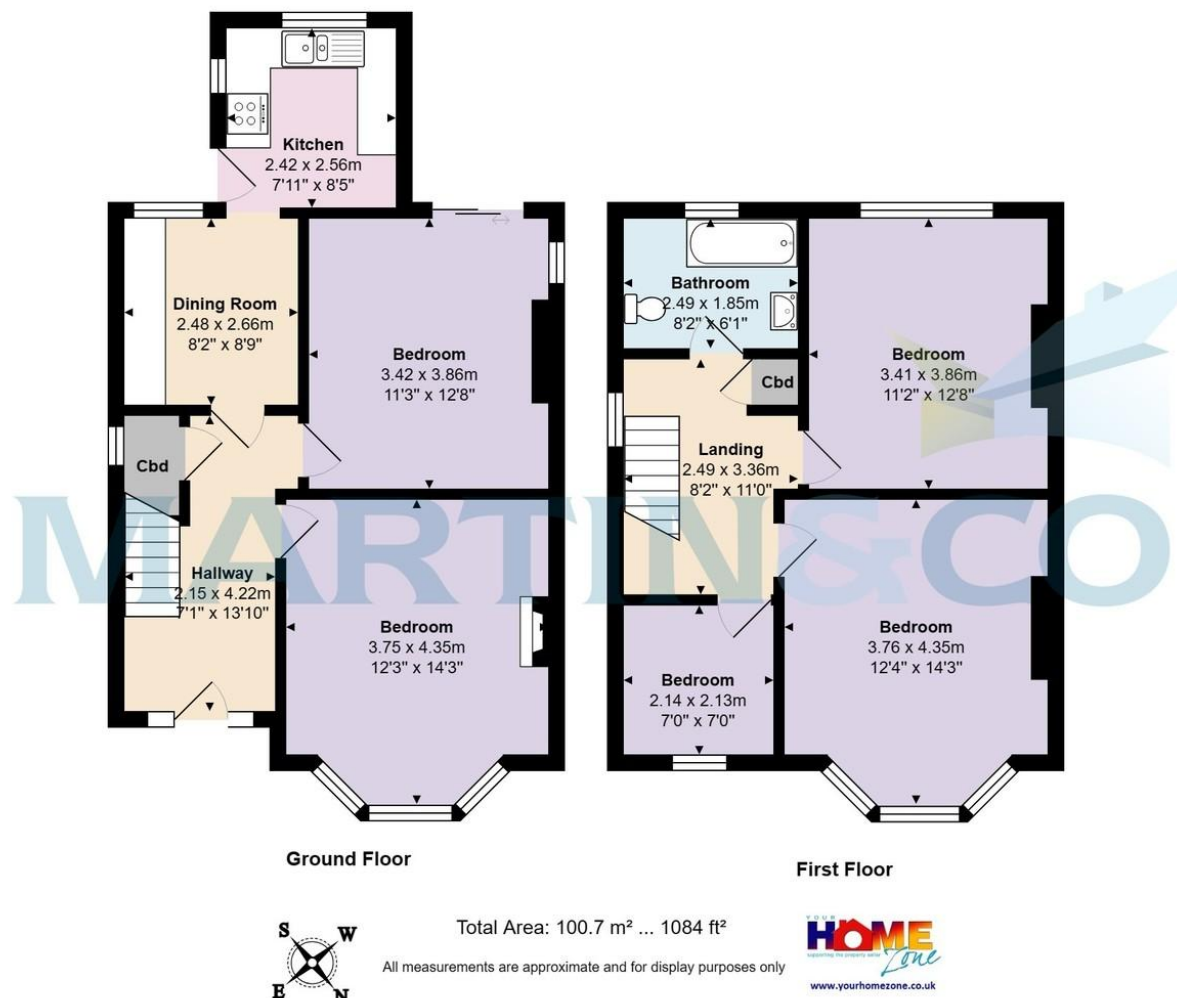 Kitchen
2.42 x 2.56m
7'11" x 8'5"
Dining Room
2.48 x 2.66m
8'2" x 8'9"
Bedroom
3.42 x 3.86m
11'3" x 12'8"
Cbd
Hallway
2.15 x 4.22m
7'1" x 13'10"
Bedroom
3.75 x 4.35m
12'3" x 14'3"
Ground Floor
Bathroom
2.49 x 1.85m
8'2" x 6'1"
Bedroom
3.41 x 3.86m
11'2" x 12'8"
Cbd
Landing
2.49 x 3.36m
8'2" x 11'0"
Bedroom
2.14 x 2.13m
7'0" x 7'0"
Bedroom
3.76 x 4.35m
12'4" x 14'3"
First Floor
MARTIN&CO
S W
E N
Total Area: 100.7 m² ... 1084 ft²
All measurements are approximate and for display purposes only
YOUR
HOME
supporting the property sector
Zone
www.yourhomezone.co.uk